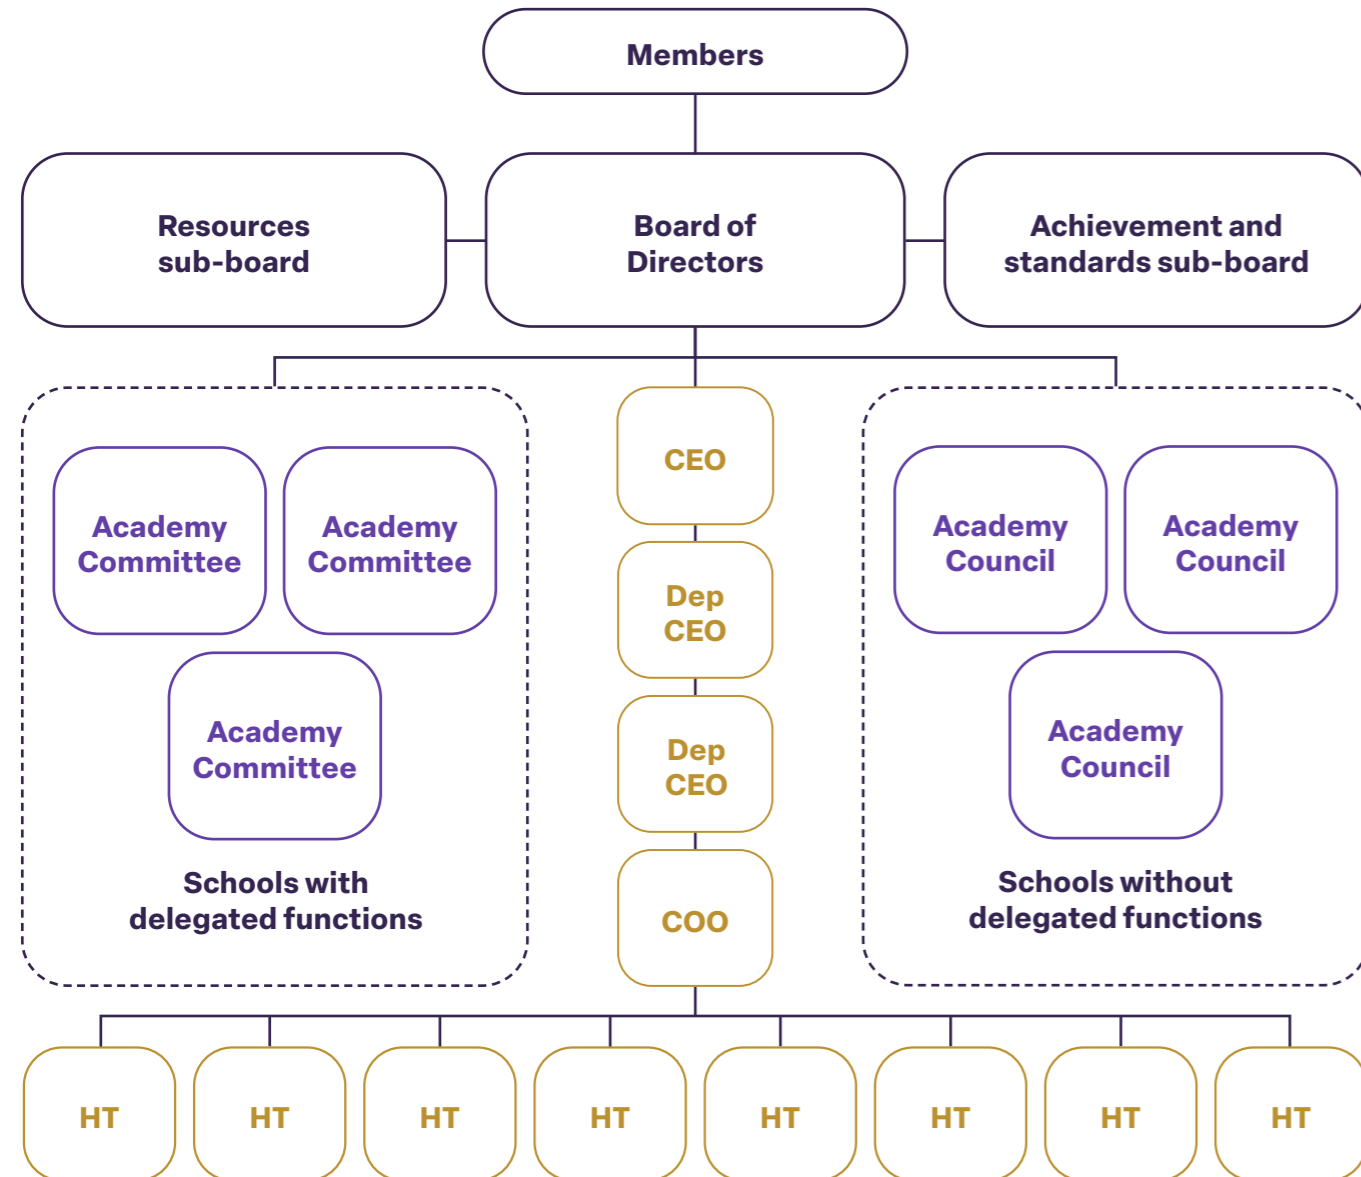 Members
Resources
sub-board
Board of
Directors
Achievement and
standards sub-board
Academy
Committee
Academy
Committee
Academy
Committee
Schools with
delegated functions
CEO
Dep
CEO
Dep
CEO
COO
Academy
Council
Academy
Council
Academy
Council
Schools without
delegated functions
HT
HT
HT
HT
HT
HT
HT
HT